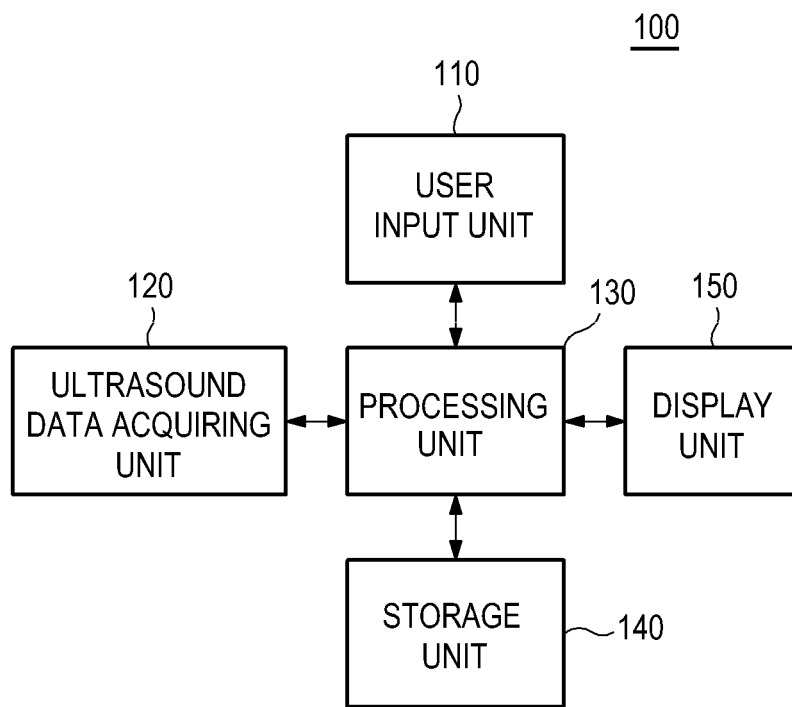 100
110
USER
INPUT UNIT
120
130
150
ULTRASOUND
DATA ACQUIRING
UNIT
PROCESSING
UNIT
DISPLAY
UNIT
STORAGE
UNIT
140